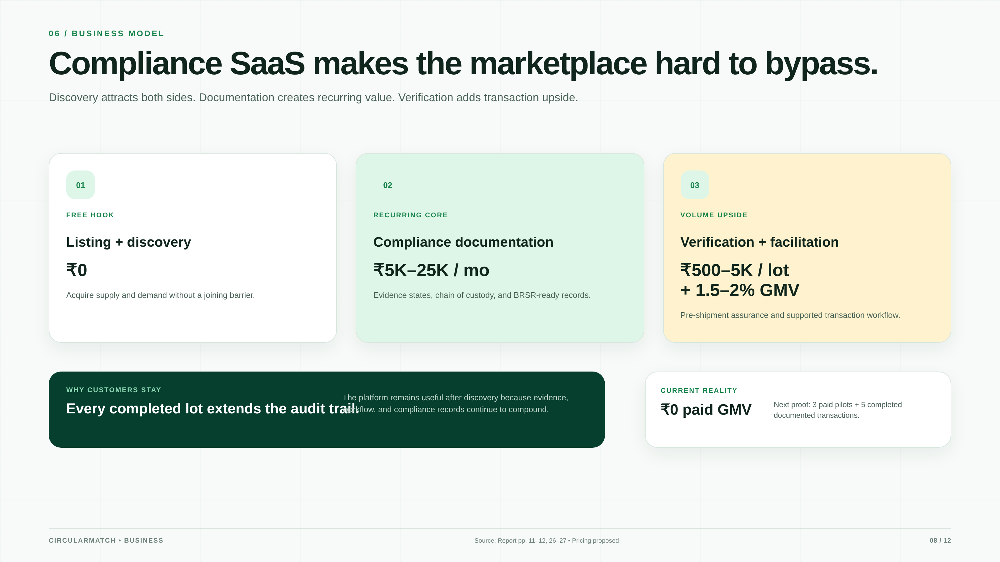 06 / BUSINESS MODEL
Compliance SaaS makes the marketplace hard to bypass.
Discovery attracts both sides. Documentation creates recurring value. Verification adds transaction upside.
01
FREE HOOK
Listing + discovery
₹0
Acquire supply and demand without a joining barrier.
02
RECURRING CORE
Compliance documentation
₹5K–25K / mo
Evidence states, chain of custody, and BRSR-ready records.
03
VOLUME UPSIDE
Verification + facilitation
₹500–5K / lot
+ 1.5–2% GMV
Pre-shipment assurance and supported transaction workflow.
WHY CUSTOMERS STAY
Every completed lot extends the audit trail.
The platform remains useful after discovery because evidence,
workflow, and compliance records continue to compound.
CURRENT REALITY
₹0 paid GMV
Next proof: 3 paid pilots + 5 completed
documented transactions.
CIRCULARMATCH • BUSINESS
Source: Report pp. 11–12, 26–27 • Pricing proposed
08 / 12